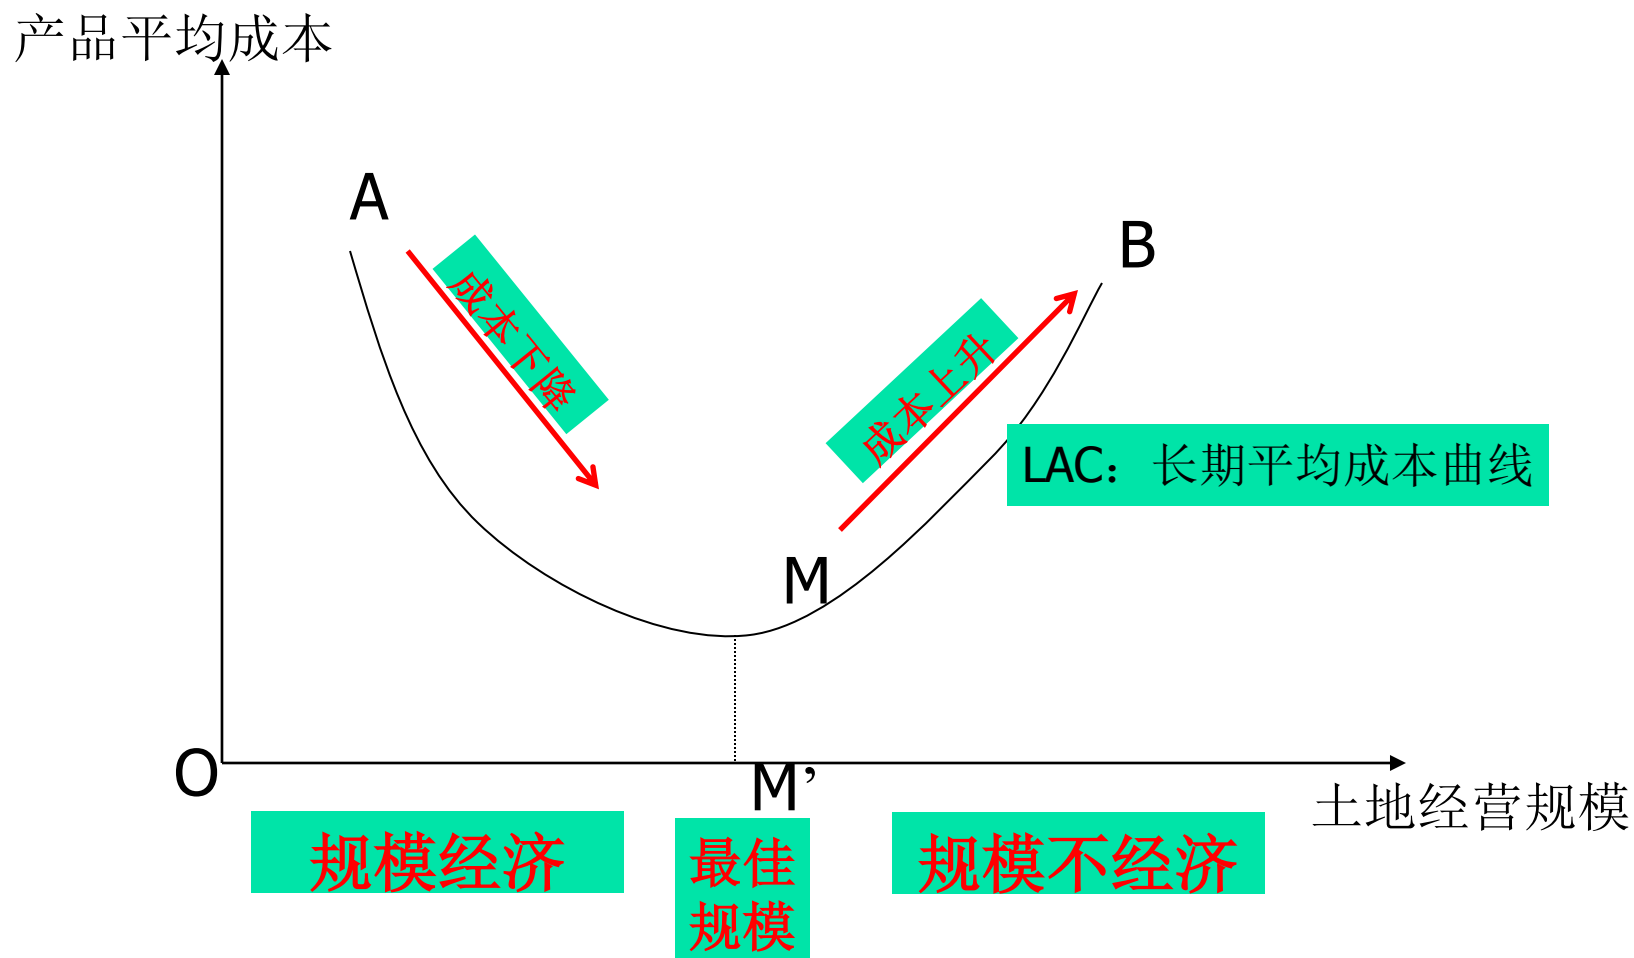 产品平均成本
A
B
成本下降
成本上升
LAC：长期平均成本曲线
M
O
M’
土地经营规模
规模经济
最佳
规模
规模不经济